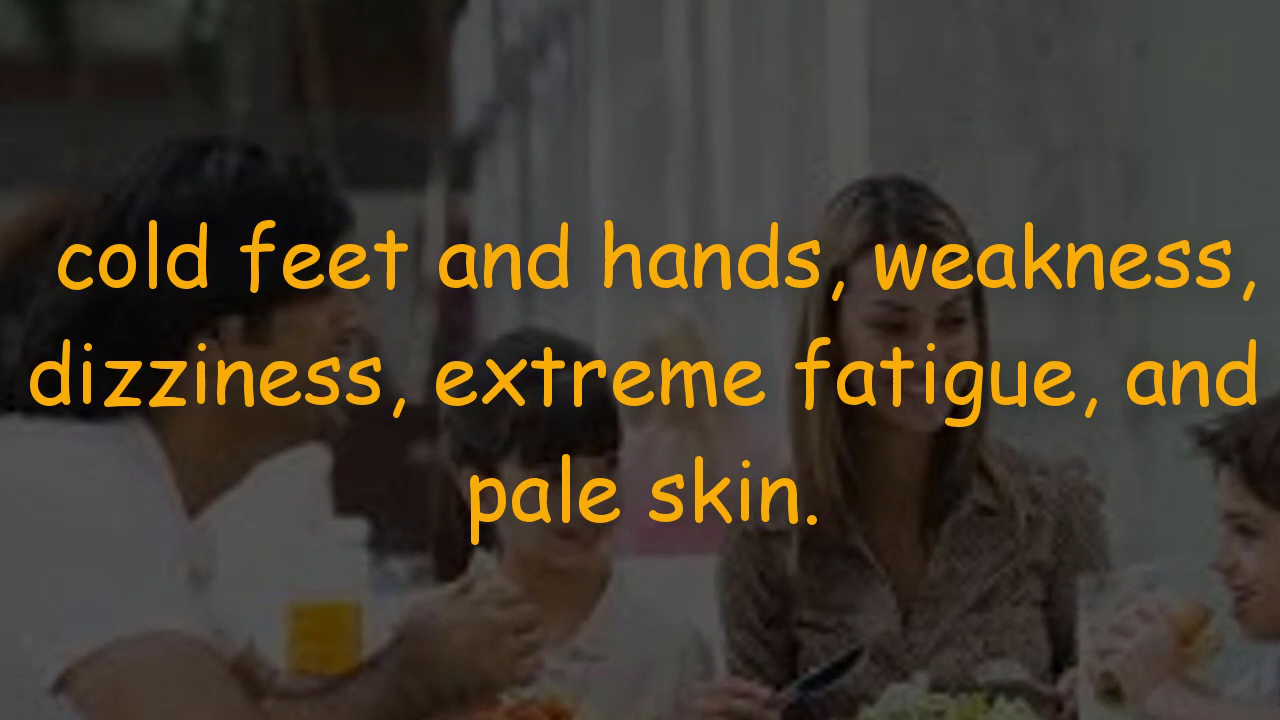 cold feet and hands, weakness,
dizziness, extreme fatigue, and
pale skin.